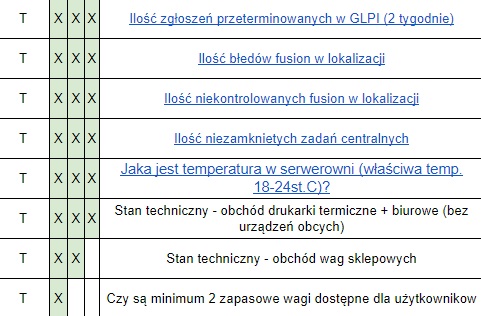 T X X X Ilość zgłoszeń przeterminowanych w GLPI (2 tygodnie)
T X X X Ilość błedów fusion w lokalizacji
T X X X Ilość niekontrolowanych fusion w lokalizacji
T X X X Ilość niezamknietych zadań centralnych
T X X X Jaka jest temperatura w serwerowni (właściwa temp.
18-24st.C)?
T X X X Stan techniczny - obchód drukarki termiczne + biurowe (bez
urządzeń obcych)
T X X Stan techniczny - obchód wag sklepowych
T X Czy są minimum 2 zapasowe wagi dostępne dla użytkownikow